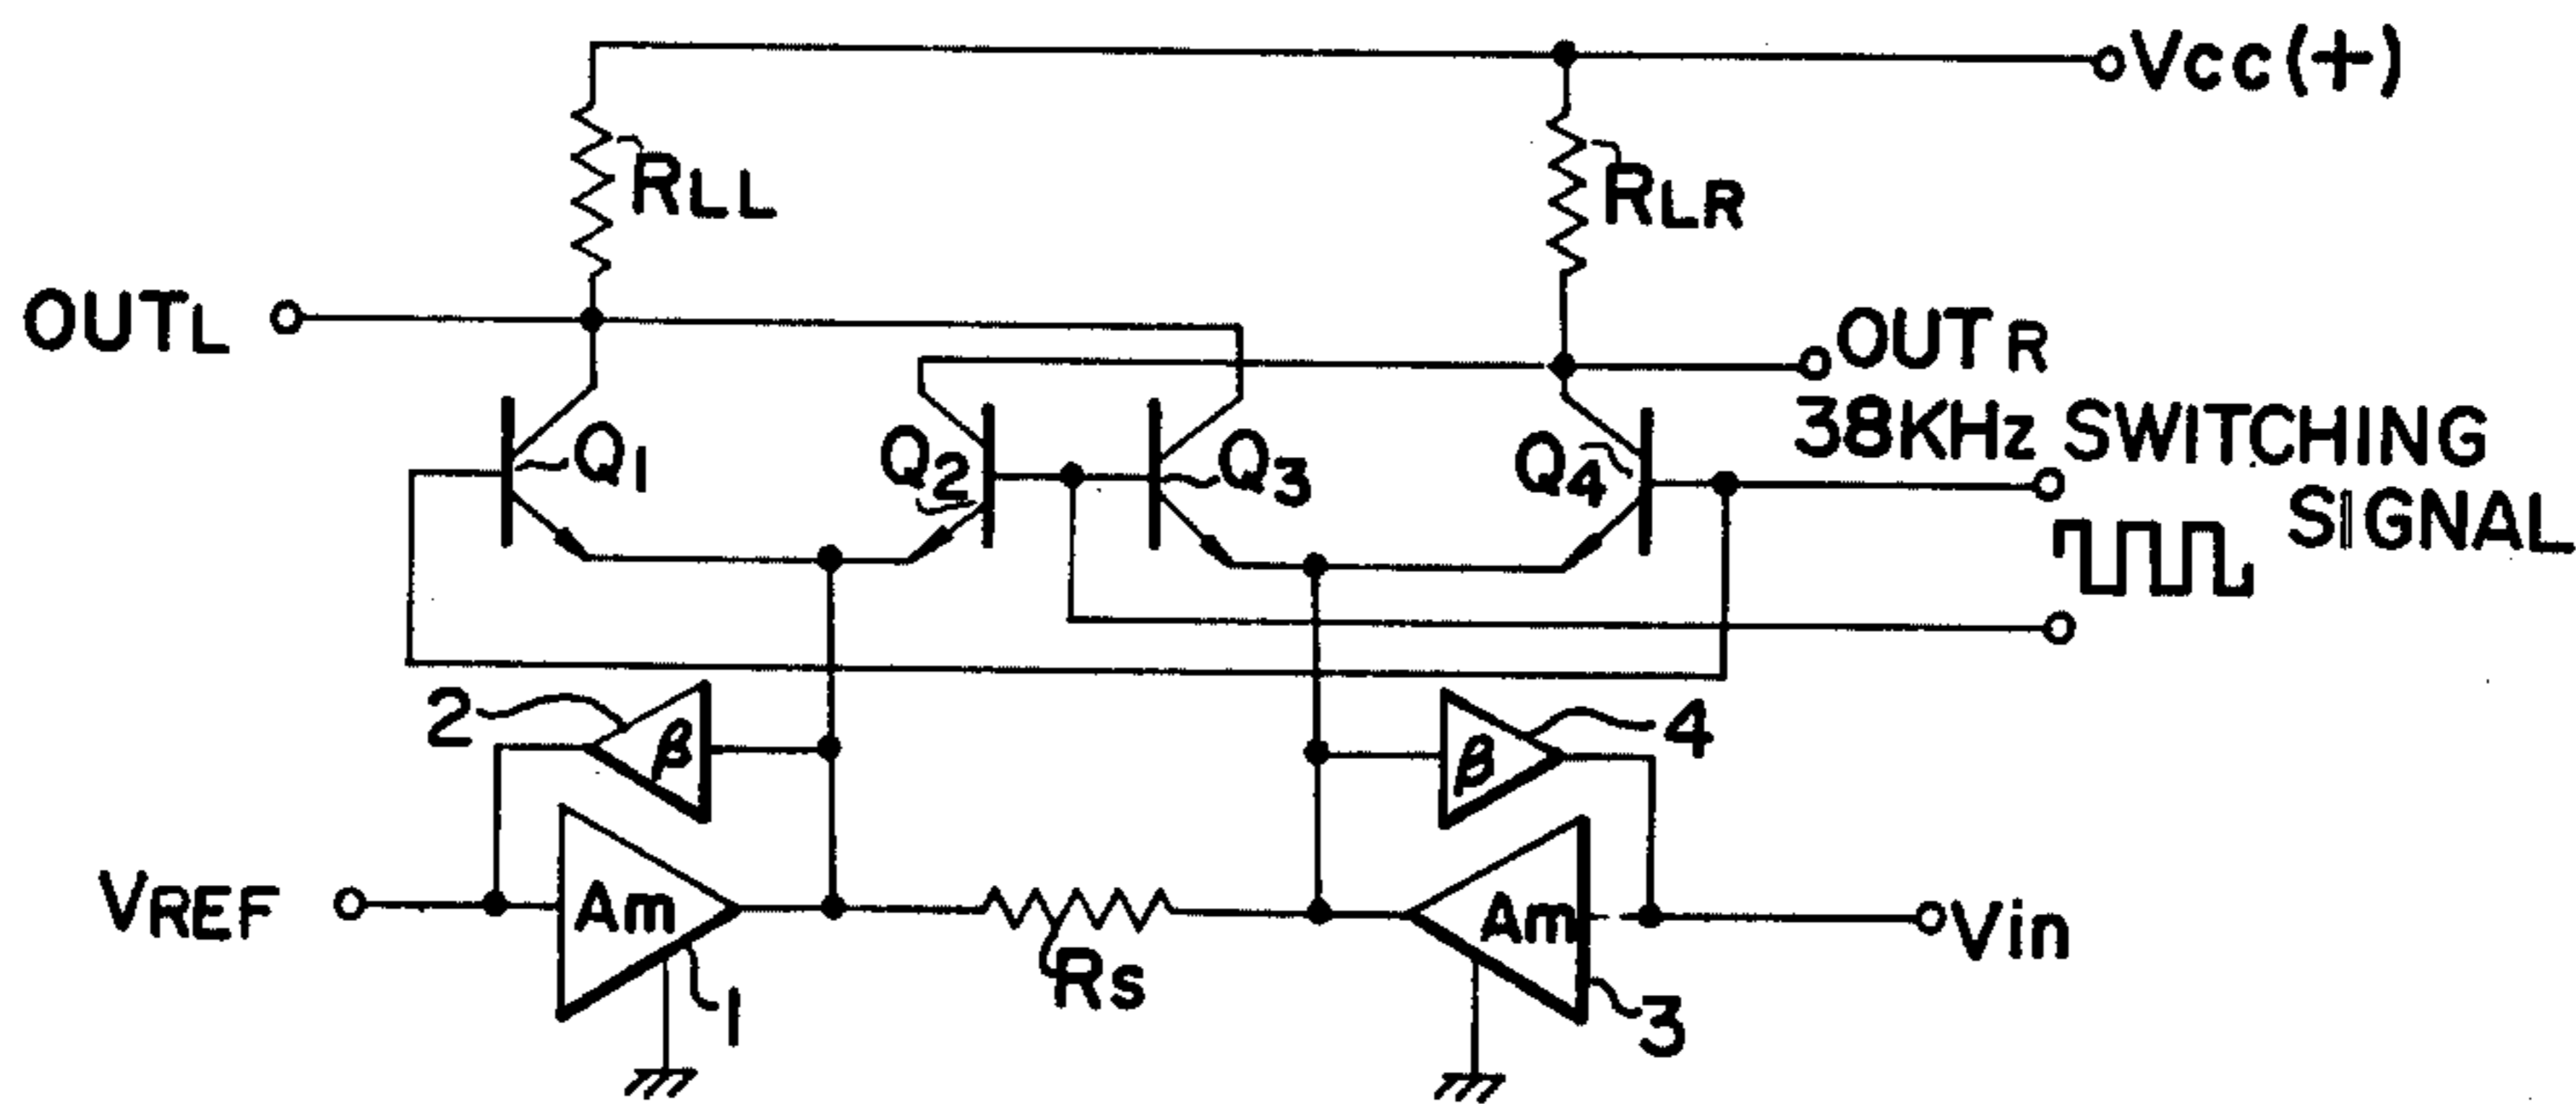 Vcc(+)
RLL
RLR
OUTL
OUTR
38KHz SWITCHING
SIGNAL
Q1
Q2
Q3
Q4
2
β
β
4
VREF
Am
Am
Vin
Rs
1
3